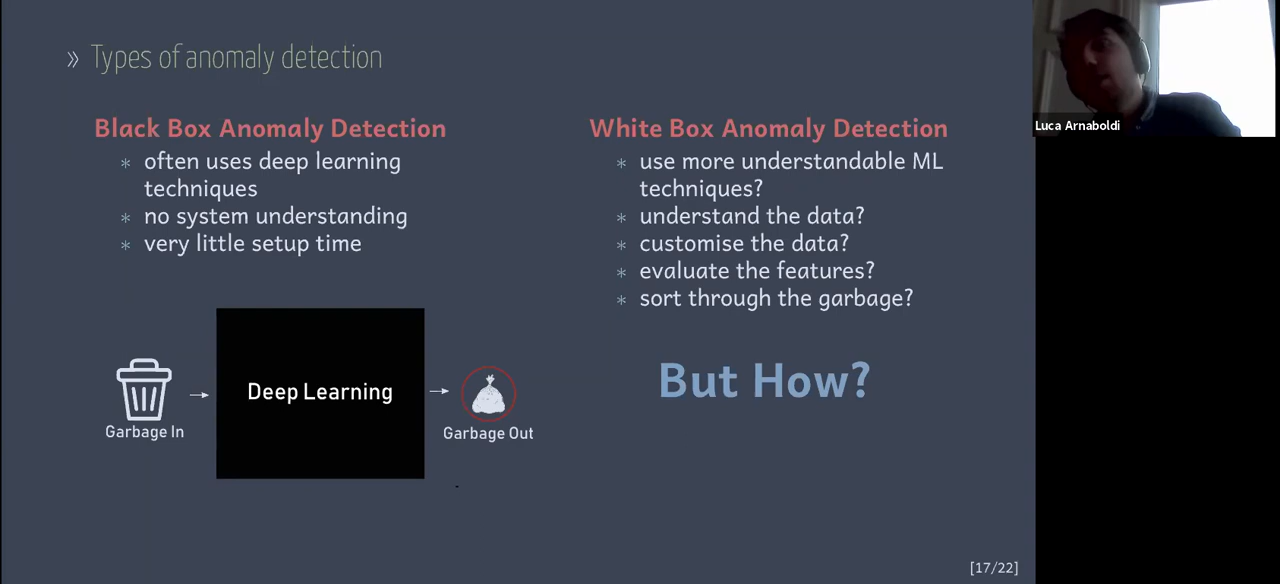 » Types of anomaly detection
Black Box Anomaly Detection
* often uses deep learning
techniques
* no system understanding
* very little setup time
Garbage In
Deep Learning
Garbage Out
White Box Anomaly Detection
* use more understandable ML
techniques?
* understand the data?
* customise the data?
* evaluate the features?
* sort through the garbage?
But How?
[17/22]
Luca Arnaboldi